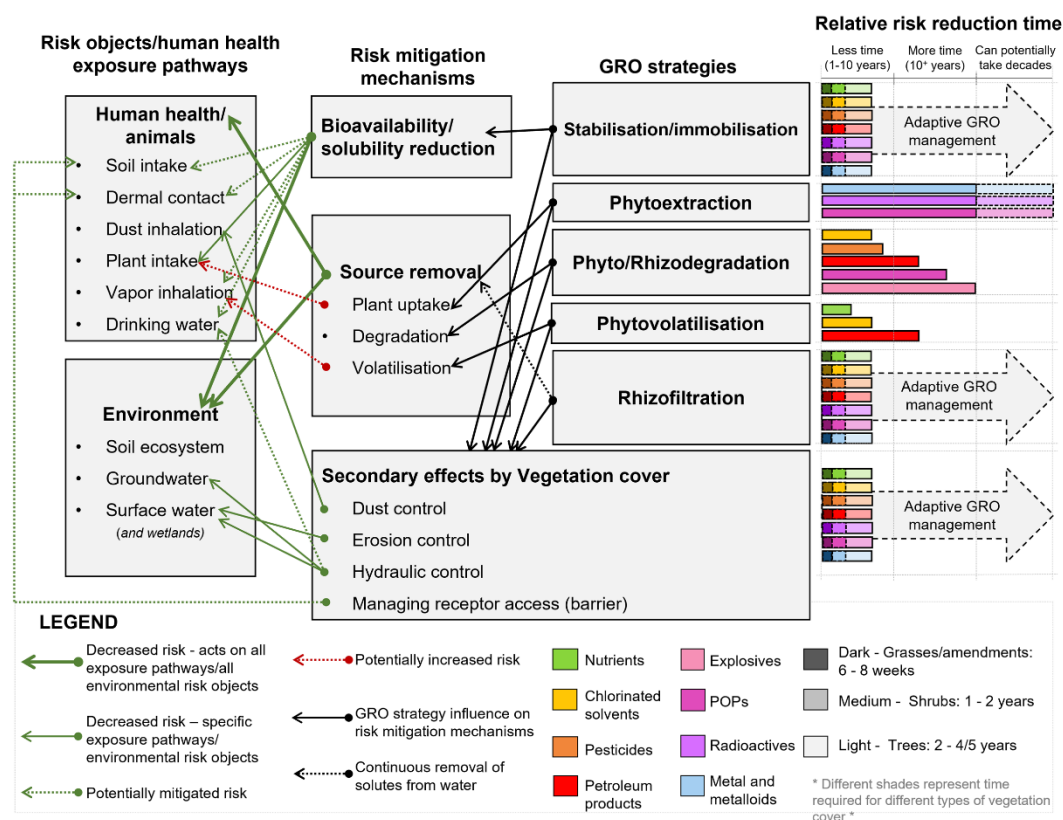 Relative risk reduction time
Less time
(1-10 years)
More time
(10⁺ years)
Can potentially
take decades
Risk objects/human health
exposure pathways
Risk mitigation
mechanisms
GRO strategies
Human health/
animals
• Soil intake
• Dermal contact
• Dust inhalation
• Plant intake
• Vapor inhalation
• Drinking water
Environment
• Soil ecosystem
• Groundwater
• Surface water
(and wetlands)
Bioavailability/
solubility reduction
Source removal
Plant uptake
• Degradation
Volatilisation
Secondary effects by Vegetation cover
Dust control
Erosion control
Hydraulic control
Managing receptor access (barrier)
Stabilisation/immobilisation
Phytoextraction
Phyto/Rhizodegradation
Phytovolatilisation
Rhizofiltration
Adaptive GRO
management
Adaptive GRO
management
Adaptive GRO
management
LEGEND
Decreased risk - acts on all
exposure pathways/all
environmental risk objects
Decreased risk – specific
exposure pathways/
environmental risk objects
Potentially mitigated risk
Potentially increased risk
GRO strategy influence on
risk mitigation mechanisms
Continuous removal of
solutes from water
Nutrients
Chlorinated
solvents
Pesticides
Petroleum
products
Explosives
POPs
Radioactives
Metal and
metalloids
Dark - Grasses/amendments:
6 - 8 weeks
Medium - Shrubs: 1 - 2 years
Light - Trees: 2 - 4/5 years
* Different shades represent time
required for different types of vegetation
cover *